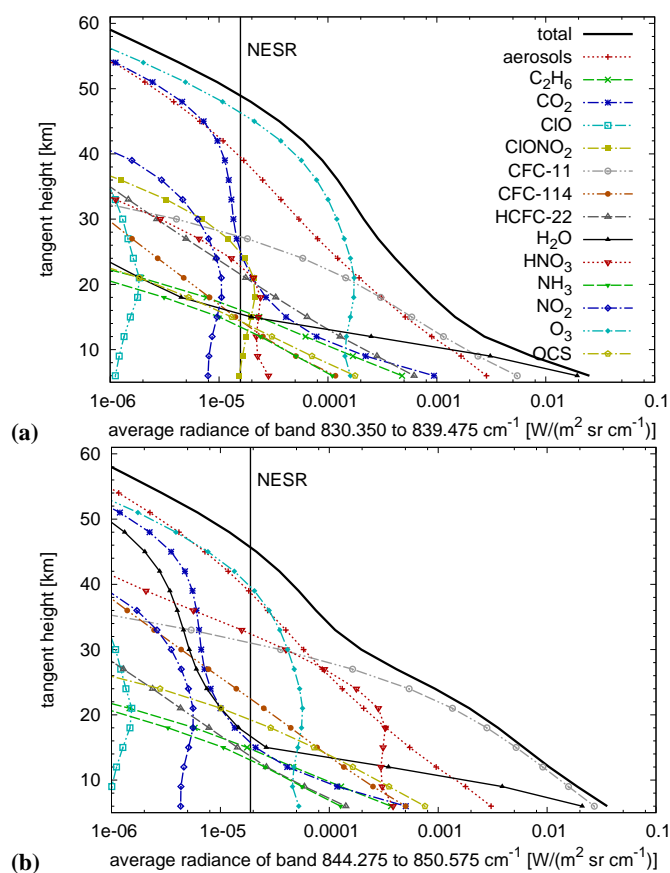 60
50
40
30
20
10
tangent height [km]
NESR
total
aerosols
C₂H₆
CO₂
ClO
ClONO₂
CFC-11
CFC-114
HCFC-22
H₂O
HNO₃
NH₃
NO₂
O₃
OCS
1e-06 1e-05 0.0001 0.001 0.01 0.1
(a) average radiance of band 830.350 to 839.475 cm⁻¹ [W/(m² sr cm⁻¹)]
60
50
40
30
20
10
tangent height [km]
NESR
1e-06 1e-05 0.0001 0.001 0.01 0.1
(b) average radiance of band 844.275 to 850.575 cm⁻¹ [W/(m² sr cm⁻¹)]